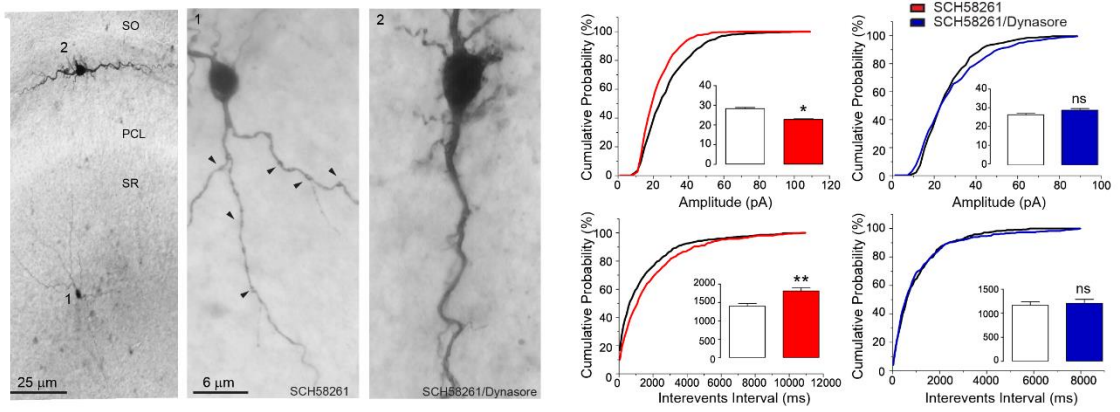 SO
2
PCL
SR
1
25 μm
1
6 μm
SCH58261
2
SCH58261/Dynasore
SCH58261
SCH58261/Dynasore
Cumulative Probability (%)
100
80
60
40
20
0
40
30
20
10
0
*
0 20 40 60 80 100 120
Amplitude (pA)
Cumulative Probability (%)
100
80
60
40
20
0
40
30
20
10
0
ns
0 20 40 60 80 100
Amplitude (pA)
Cumulative Probability (%)
100
80
60
40
20
0
2000
1500
1000
500
0
**
0 2000 4000 6000 8000 10000 12000
Interevents Interval (ms)
Cumulative Probability (%)
100
80
60
40
20
0
1500
1000
500
0
ns
0 2000 4000 6000 8000
Interevents Interval (ms)